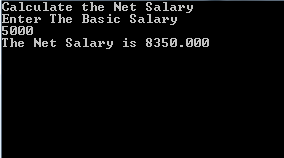 Calculate the Net Salary
Enter The Basic Salary
5000
The Net Salary is 8350.000